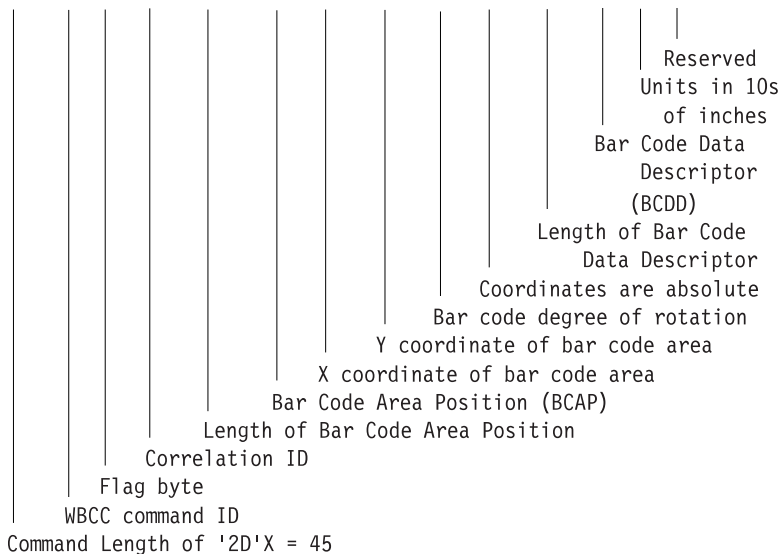 Reserved
Units in 10s
of inches
Bar Code Data
Descriptor
(BCDD)
Length of Bar Code
Data Descriptor
Coordinates are absolute
Bar code degree of rotation
Y coordinate of bar code area
X coordinate of bar code area
Bar Code Area Position (BCAP)
Length of Bar Code Area Position
Correlation ID
Flag byte
WBCC command ID
Command Length of '2D'X = 45